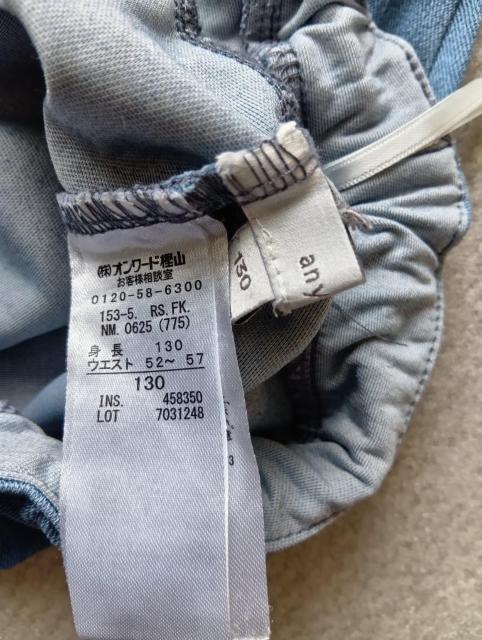 (株)オンワード樫山
お客様相談室
0120-58-6300
153-5. RS. FK.
NM. 0625 (775)
身長 130
ウエスト 52～ 57
130
INS. 458350
LOT 7031248
130
any
3